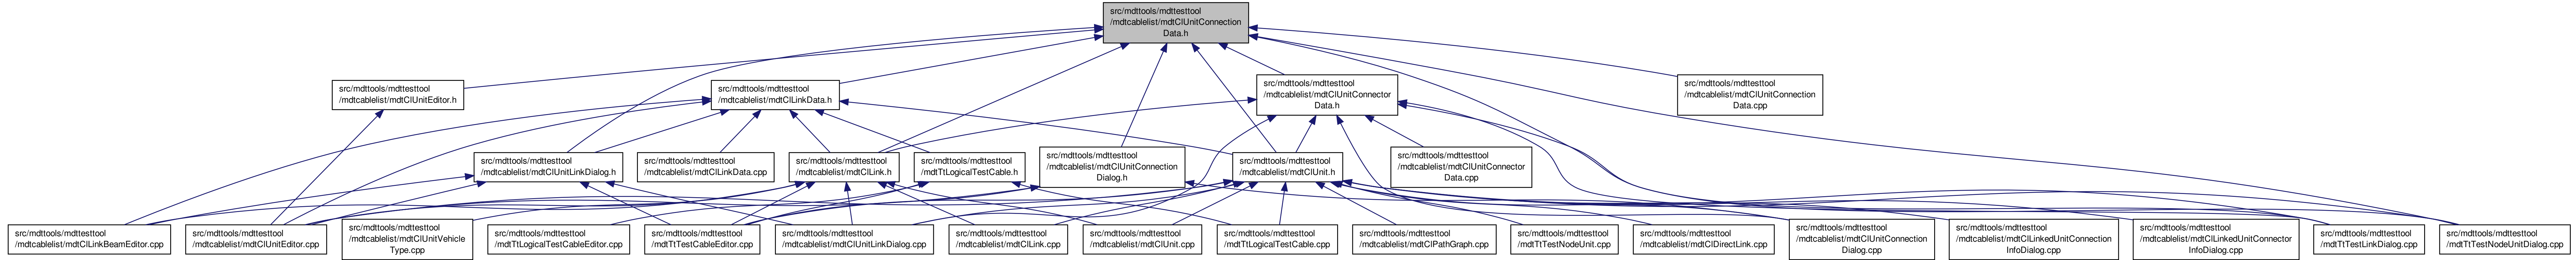 src/mdttools/mdttesttool
/mdtcablelist/mdtClUnitConnection
Data.h
src/mdttools/mdttesttool
/mdtcablelist/mdtClUnitEditor.h
src/mdttools/mdttesttool
/mdtcablelist/mdtClLinkData.h
src/mdttools/mdttesttool
/mdtcablelist/mdtClUnitConnector
Data.h
src/mdttools/mdttesttool
/mdtcablelist/mdtClUnitConnection
Data.cpp
src/mdttools/mdttesttool
/mdtcablelist/mdtClUnitLinkDialog.h
src/mdttools/mdttesttool
/mdtcablelist/mdtClLinkData.cpp
src/mdttools/mdttesttool
/mdtcablelist/mdtClLink.h
src/mdttools/mdttesttool
/mdtTtLogicalTestCable.h
src/mdttools/mdttesttool
/mdtcablelist/mdtClUnitConnection
Dialog.h
src/mdttools/mdttesttool
/mdtcablelist/mdtClUnit.h
src/mdttools/mdttesttool
/mdtcablelist/mdtClUnitConnector
Data.cpp
src/mdttools/mdttesttool
/mdtcablelist/mdtClLinkBeamEditor.cpp
src/mdttools/mdttesttool
/mdtcablelist/mdtClUnitEditor.cpp
src/mdttools/mdttesttool
/mdtcablelist/mdtClUnitVehicle
Type.cpp
src/mdttools/mdttesttool
/mdtTtLogicalTestCableEditor.cpp
src/mdttools/mdttesttool
/mdtTtTestCableEditor.cpp
src/mdttools/mdttesttool
/mdtcablelist/mdtClUnitLinkDialog.cpp
src/mdttools/mdttesttool
/mdtcablelist/mdtClLink.cpp
src/mdttools/mdttesttool
/mdtcablelist/mdtClUnit.cpp
src/mdttools/mdttesttool
/mdtTtLogicalTestCable.cpp
src/mdttools/mdttesttool
/mdtcablelist/mdtClPathGraph.cpp
src/mdttools/mdttesttool
/mdtTtTestNodeUnit.cpp
src/mdttools/mdttesttool
/mdtcablelist/mdtClDirectLink.cpp
src/mdttools/mdttesttool
/mdtcablelist/mdtClUnitConnection
Dialog.cpp
src/mdttools/mdttesttool
/mdtcablelist/mdtClLinkedUnitConnection
InfoDialog.cpp
src/mdttools/mdttesttool
/mdtcablelist/mdtClLinkedUnitConnector
InfoDialog.cpp
src/mdttools/mdttesttool
/mdtTtTestLinkDialog.cpp
src/mdttools/mdttesttool
/mdtTtTestNodeUnitDialog.cpp